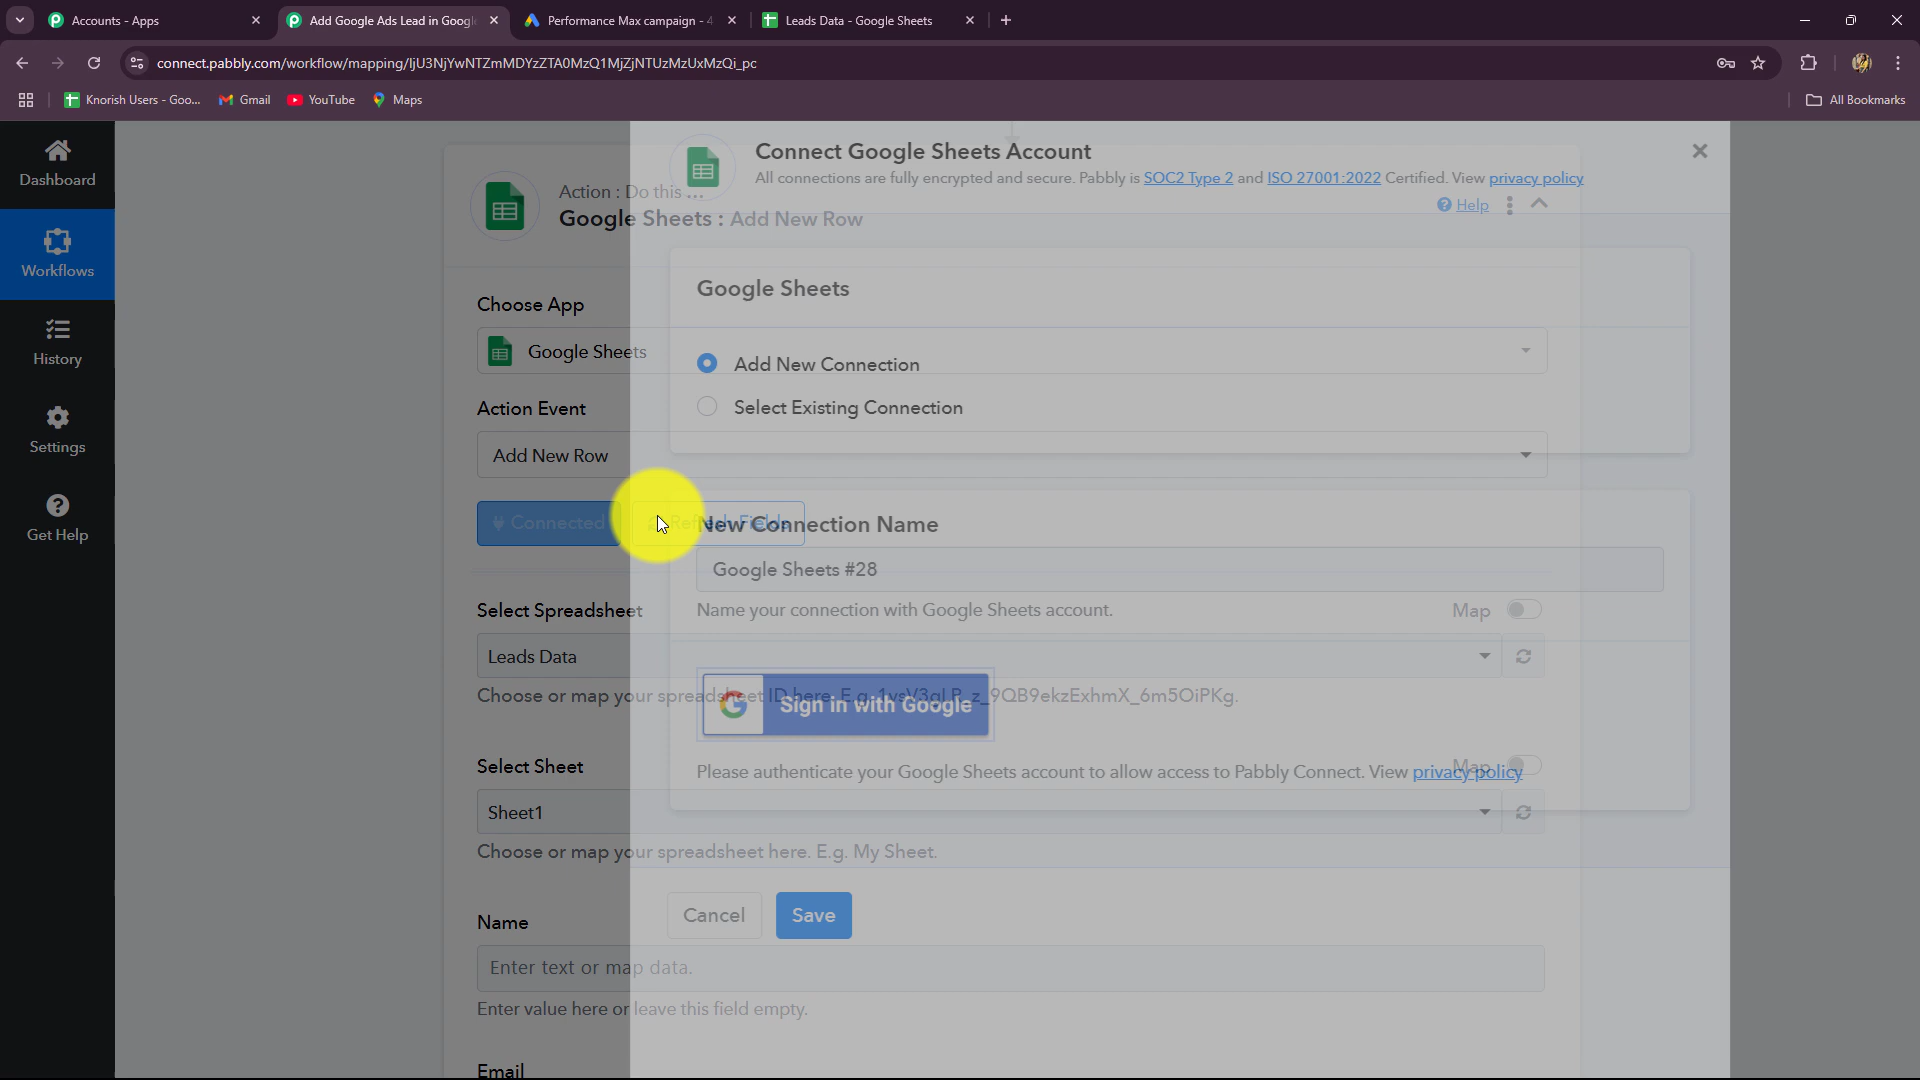 Accounts - Apps
Add Google Ads Lead in Googl
Performance Max campaign - 4
Leads Data - Google Sheets
connect.pabbly.com/workflow/mapping/IjU3NjYwNTZmMDYzZTA0MzQ1MjZjNTUzMzUxMzQi_pc
Knorish Users - Goo...
Gmail
YouTube
Maps
All Bookmarks
Dashboard
Workflows
History
Settings
Get Help
Action : Do this ...
Google Sheets : Add New Row
Help
Choose App
Google Sheets
Action Event
Add New Row
Connected
Refresh Fields
Select Spreadsheet
Map
Leads Data
Choose or map your spreadsheet ID here. E.g.
_z_9QB9ekzExhmX_6m5OiPKg.
Select Sheet
Map
Sheet1
Choose or map your spreadsheet here. E.g. My Sheet.
Name
Enter text or map data.
Enter value here or leave this field empty.
Email
Connect Google Sheets Account
All connections are fully encrypted and secure. Pabbly is SOC2 Type 2 and ISO 27001:2022 Certified. View privacy policy
Google Sheets
Add New Connection
Select Existing Connection
New Connection Name
Google Sheets #28
Name your connection with Google Sheets account.
Sign in with Google
Please authenticate your Google Sheets account to allow access to Pabbly Connect. View privacy policy
Cancel
Save